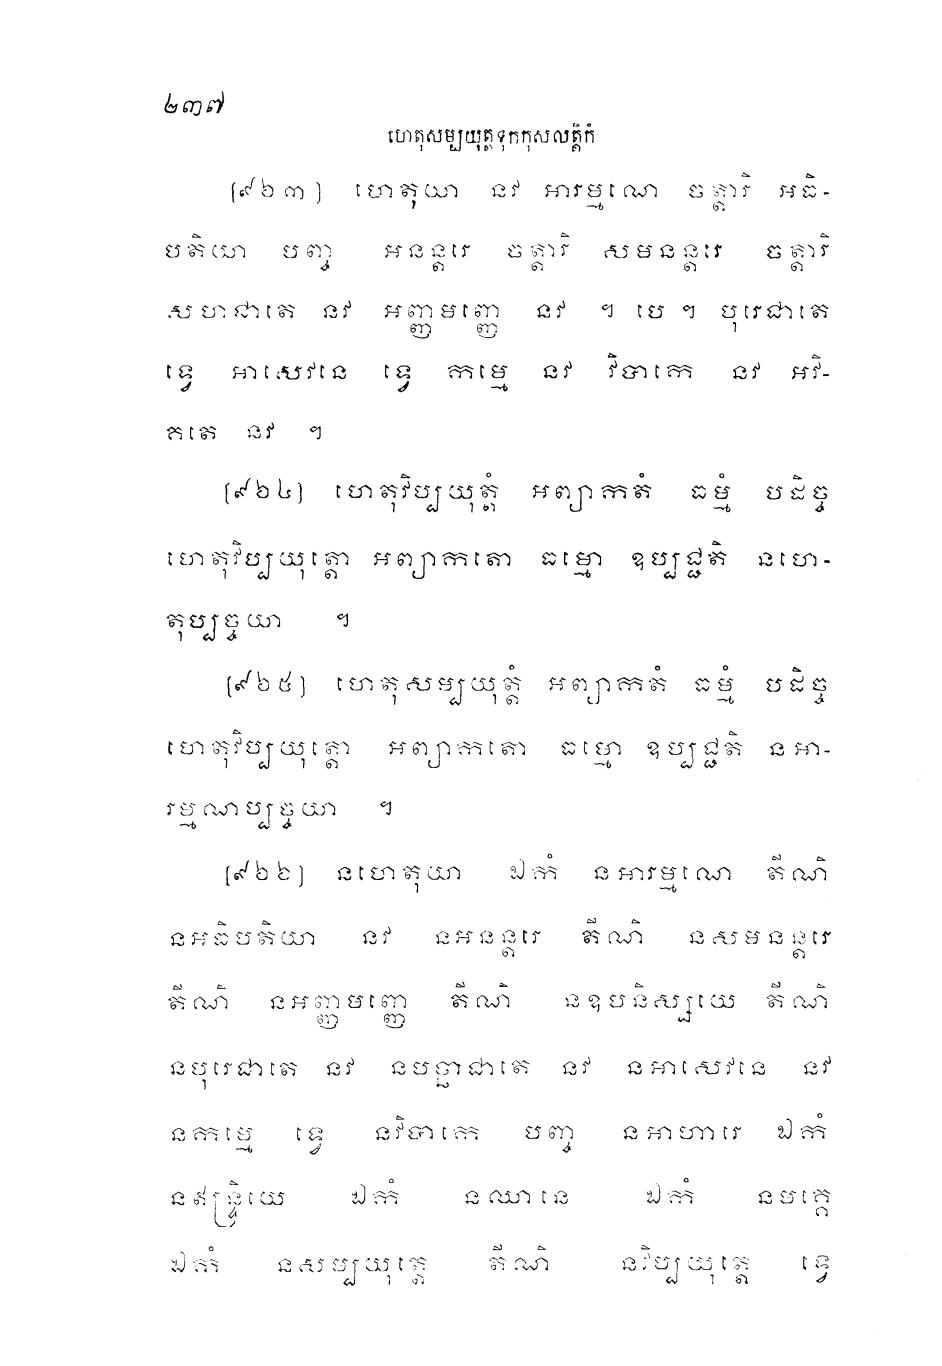 ២៣៧
ហេតុសម្បយុត្តទុកកុសលត្តិកំ
(៩៦៣) ហេតុយា នវ អារម្មណេ ចត្តារិ អធិ-
បតិយា បញ្ច អនន្តរេ ចត្តារិ សមនន្តរេ ចត្តារិ
សហជាតេ នវ អញ្ញមញ្ញេ នវ ។ បេ ។ បុរេជាតេ
ទ្វេ អាសេវនេ ទ្វេ កម្មេ នវ វិបាកេ នវ អវិ-
គតេ នវ ។
(៩៦៤) ហេតុវិប្បយុត្តំ អព្យាកតំ ធម្មំ បដិច្ច
ហេតុវិប្បយុត្តោ អព្យាកតោ ធម្មោ ឧប្បជ្ជតិ នហេ-
តុប្បច្ចយា ។
(៩៦៥) ហេតុសម្បយុត្តំ អព្យាកតំ ធម្មំ បដិច្ច
ហេតុវិប្បយុត្តោ អព្យាកតោ ធម្មោ ឧប្បជ្ជតិ នអា-
រម្មណប្បច្ចយា ។
(៩៦៦) នហេតុយា ឯកំ នអារម្មណេ តីណិ
នអធិបតិយា នវ នអនន្តរេ តីណិ នសមនន្តរេ
តីណិ នអញ្ញមញ្ញេ តីណិ នឧបនិស្សយេ តីណិ
នបុរេជាតេ នវ នបច្ឆាជាតេ នវ នអាសេវនេ នវ
នកម្មេ ទ្វេ នវិបាកេ បញ្ច នអាហារេ ឯកំ
នឥន្ទ្រិយេ ឯកំ នឈានេ ឯកំ នមគ្គេ
ឯកំ នសម្បយុត្តេ តីណិ នវិប្បយុត្តេ ទ្វេ